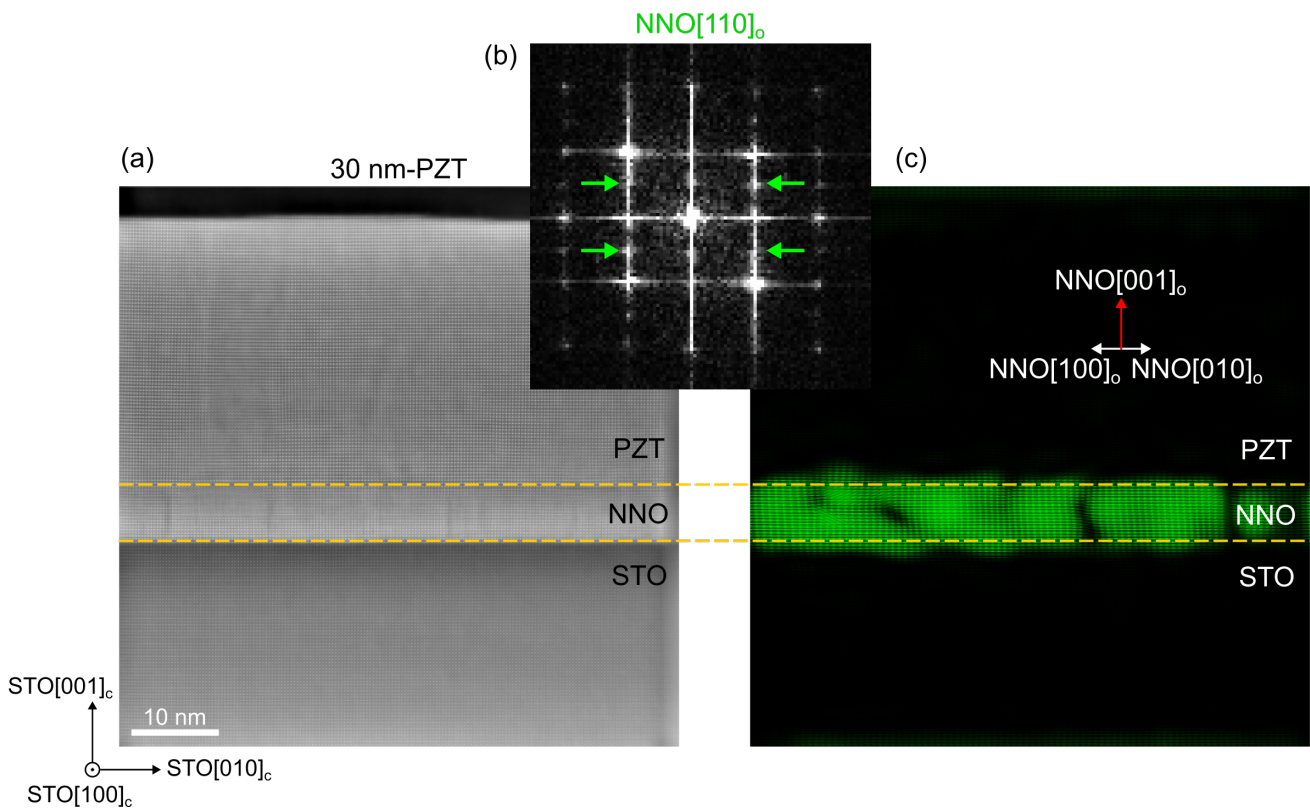 NNO[110]o
(b)
(a)
30 nm-PZT
(c)
NNO[001]o
NNO[100]o NNO[010]o
PZT
PZT
NNO
NNO
STO
STO
STO[001]c
10 nm
STO[010]c
STO[100]c